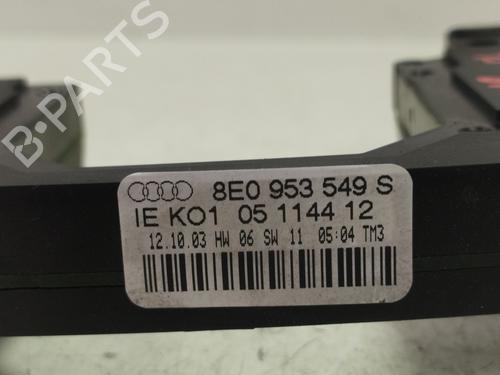 B-PARTS
8E0 953 549 S
IE KO1 05 1144 12
12.10.03 HW 06 SW 11 05:04 TM3